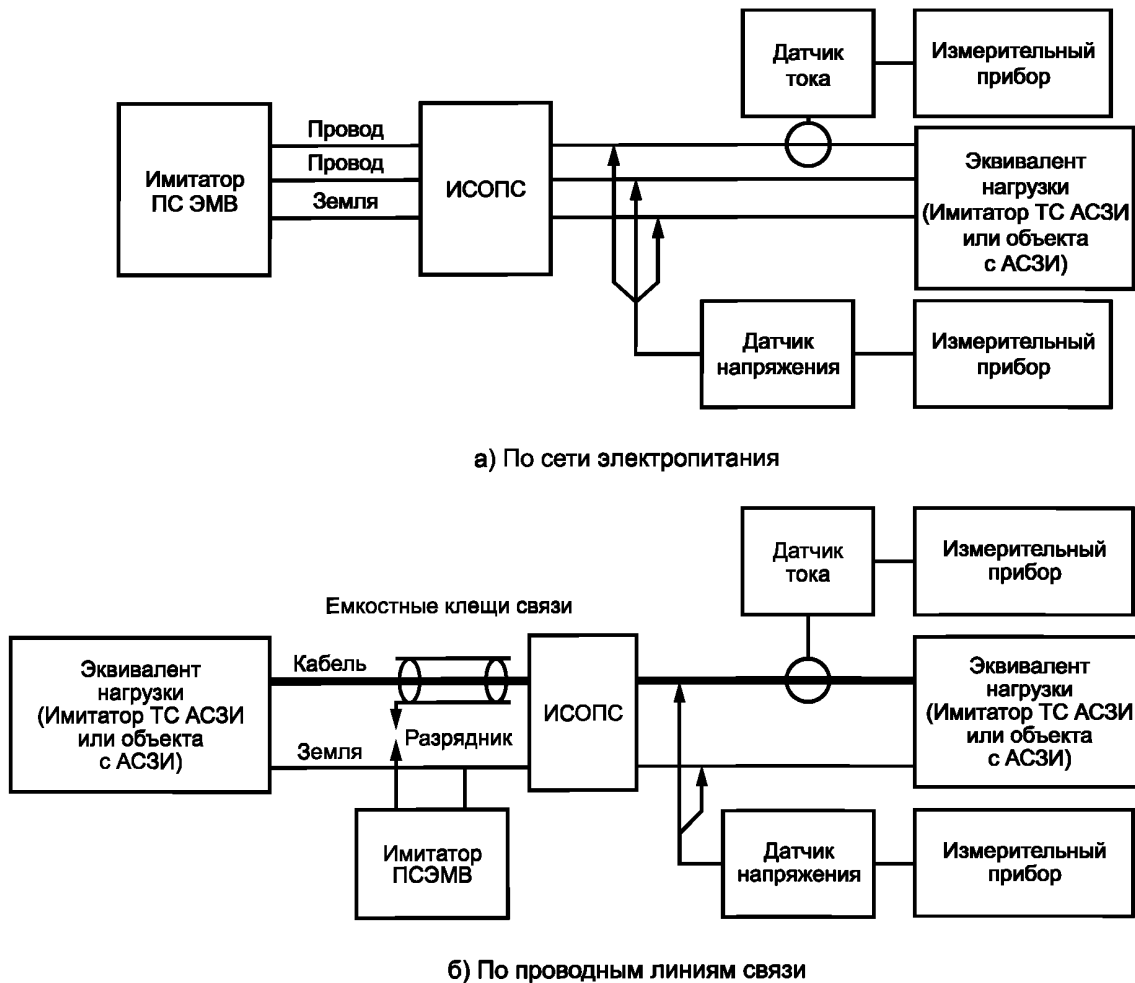 Датчик
тока
Измерительный
прибор
Провод
Провод
Земля
Имитатор
ПС ЭМВ
ИСОПС
Эквивалент
нагрузки
(Имитатор ТС АСЗИ
или объекта
с АСЗИ)
Датчик
напряжения
Измерительный
прибор
а) По сети электропитания
Датчик
тока
Измерительный
прибор
Емкостные клещи связи
Эквивалент
нагрузки
(Имитатор ТС АСЗИ
или объекта
с АСЗИ)
Кабель
Разрядник
Земля
ИСОПС
Эквивалент
нагрузки
(Имитатор ТС АСЗИ
или объекта
с АСЗИ)
Имитатор
ПСЭМВ
Датчик
напряжения
Измерительный
прибор
б) По проводным линиям связи